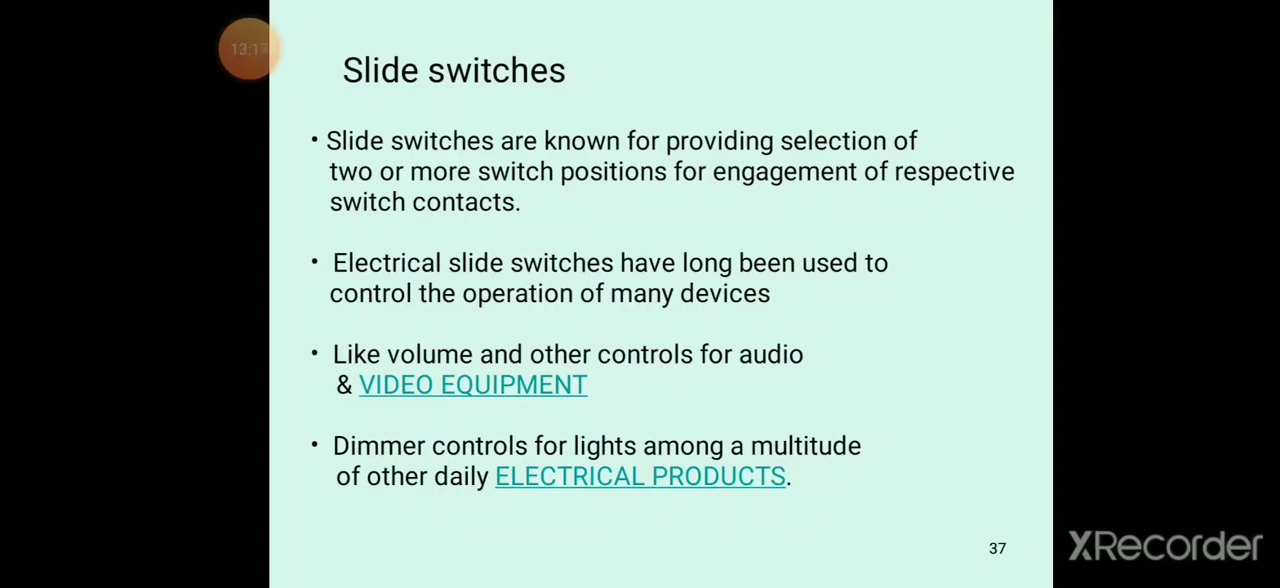 13:17
Slide switches
• Slide switches are known for providing selection of
two or more switch positions for engagement of respective
switch contacts.
• Electrical slide switches have long been used to
control the operation of many devices
• Like volume and other controls for audio
& VIDEO EQUIPMENT
• Dimmer controls for lights among a multitude
of other daily ELECTRICAL PRODUCTS.
37
XRecorder